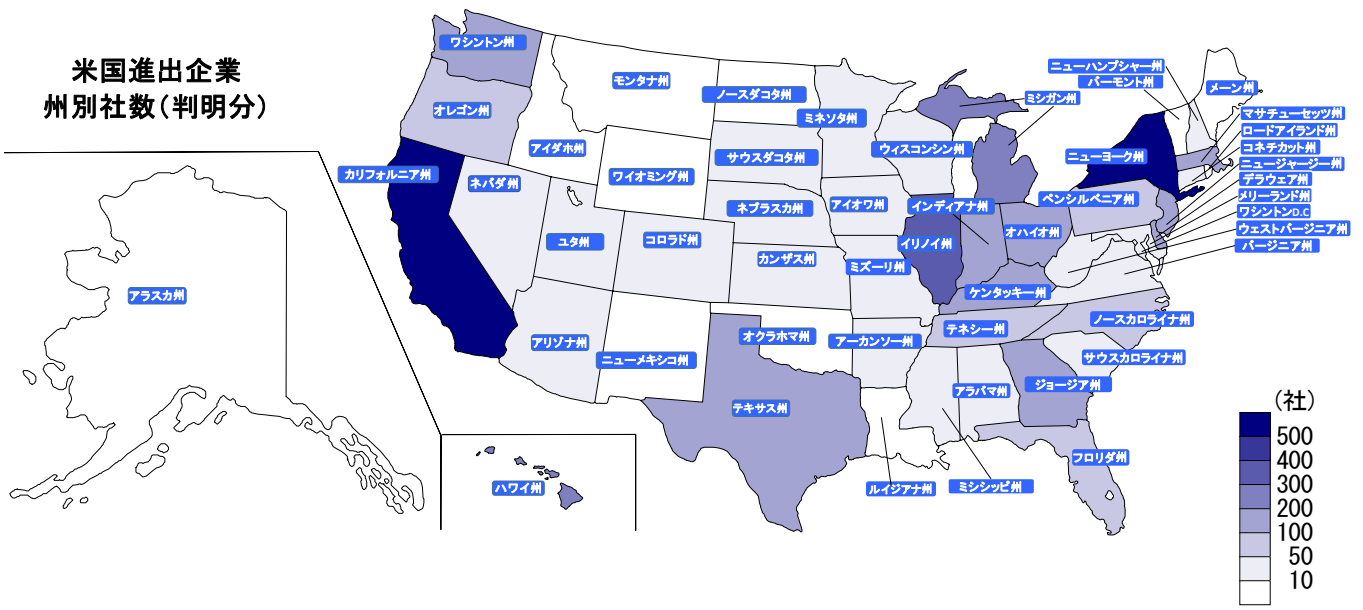 米国進出企業
州別社数(判明分)
ワシントン州
オレゴン州
カリフォルニア州
モンタナ州
アイダホ州
ワイオミング州
ネバダ州
ユタ州
コロラド州
アリゾナ州
ニューメキシコ州
ノースダコタ州
サウスダコタ州
ネブラスカ州
カンザス州
オクラホマ州
テキサス州
ミネソタ州
アイオワ州
ミズーリ州
アーカンソー州
ルイジアナ州
ウィスコンシン州
イリノイ州
インディアナ州
ミシガン州
オハイオ州
ケンタッキー州
テネシー州
ミシシッピ州
アラバマ州
ジョージア州
フロリダ州
サウスカロライナ州
ノースカロライナ州
ニューハンプシャー州
バーモント州
メーン州
マサチューセッツ州
ロードアイランド州
コネチカット州
ニュージャージー州
デラウェア州
メリーランド州
ワシントンD.C
ウェストバージニア州
バージニア州
ニューヨーク州
ペンシルベニア州
アラスカ州
ハワイ州
(社)
500
400
300
200
100
50
10